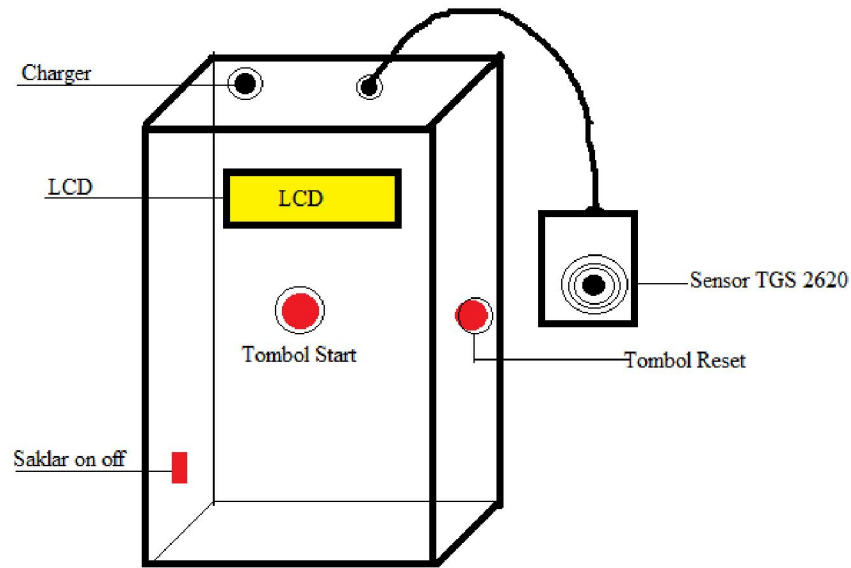 Charger
LCD
LCD
Sensor TGS 2620
Tombol Start
Tombol Reset
Saklar on off